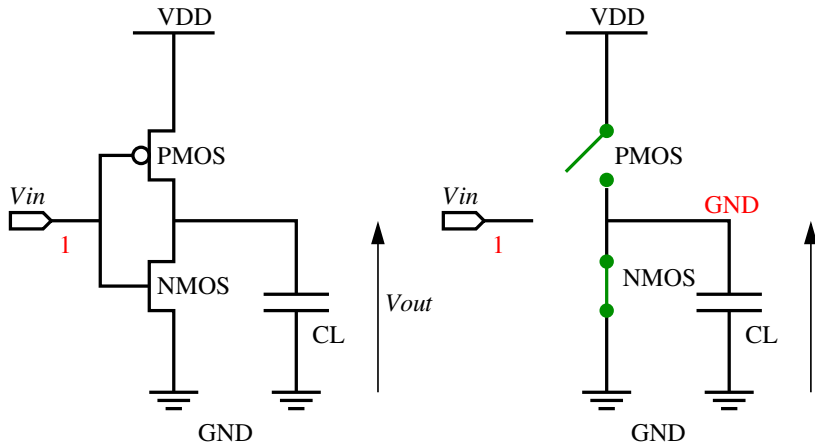 VDD
PMOS
Vin
1
NMOS
Vout
CL
GND
VDD
PMOS
Vin
GND
1
NMOS
CL
GND